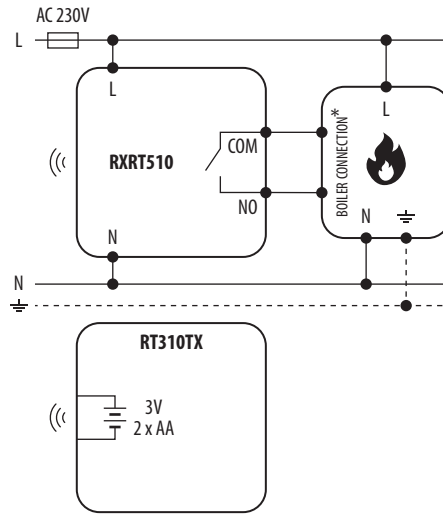 AC 230V
L
L
L
RXRT510
COM
NO
BOILER CONNECTION*
N
N
N
RT310TX
3V
2 x AA